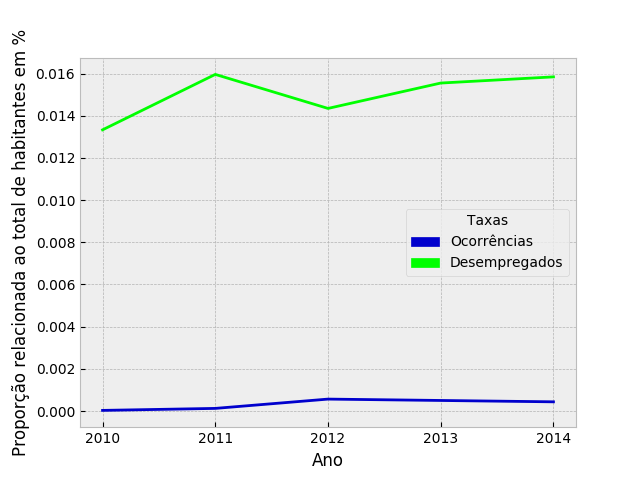 Proporção relacionada ao total de habitantes em %
0.016
0.014
0.012
0.010
0.008
0.006
0.004
0.002
0.000
Taxas
Ocorrências
Desempregados
2010 2011 2012 2013 2014
Ano